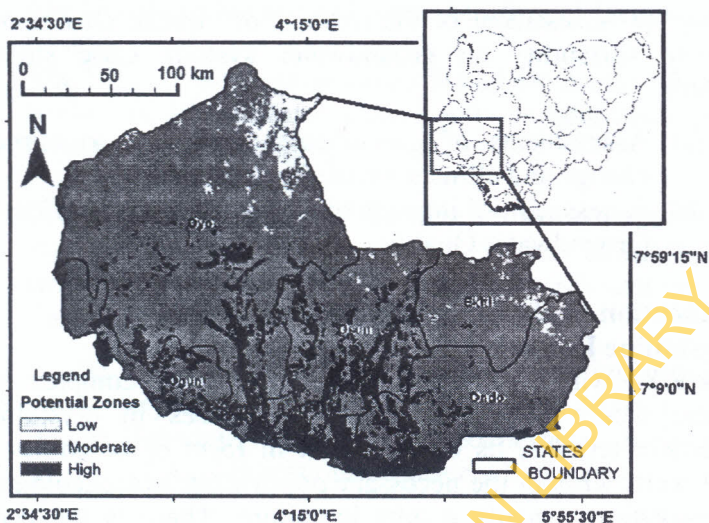 2°34'30"E 4°15'0"E
0 50 100 km
N
Oyo
7°59'15"N
Ekiti
Osun
Legend
Ogun
7°9'0"N
Potential Zones
Ondo
Low
Moderate
STATES
High
BOUNDARY
2°34'30"E 4°15'0"E 5°55'30"E
N LIBRARY